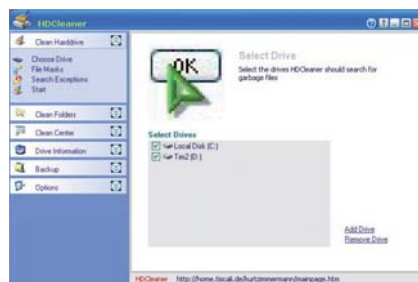 HDCleaner
Clean Harddrive
Choose Drive
File Masks
Search Exceptions
Start
Clean Folders
Clean Center
Drive Information
Backup
Options
OK
Select Drive
Select the drives HDCleaner should search for
garbage files
Select Drives
Local Disk (C:)
Tim2 (D:)
Add Drive
Remove Drive
HDCleaner http://home.tiscali.de/kurtzimmermann/mainpage.htm